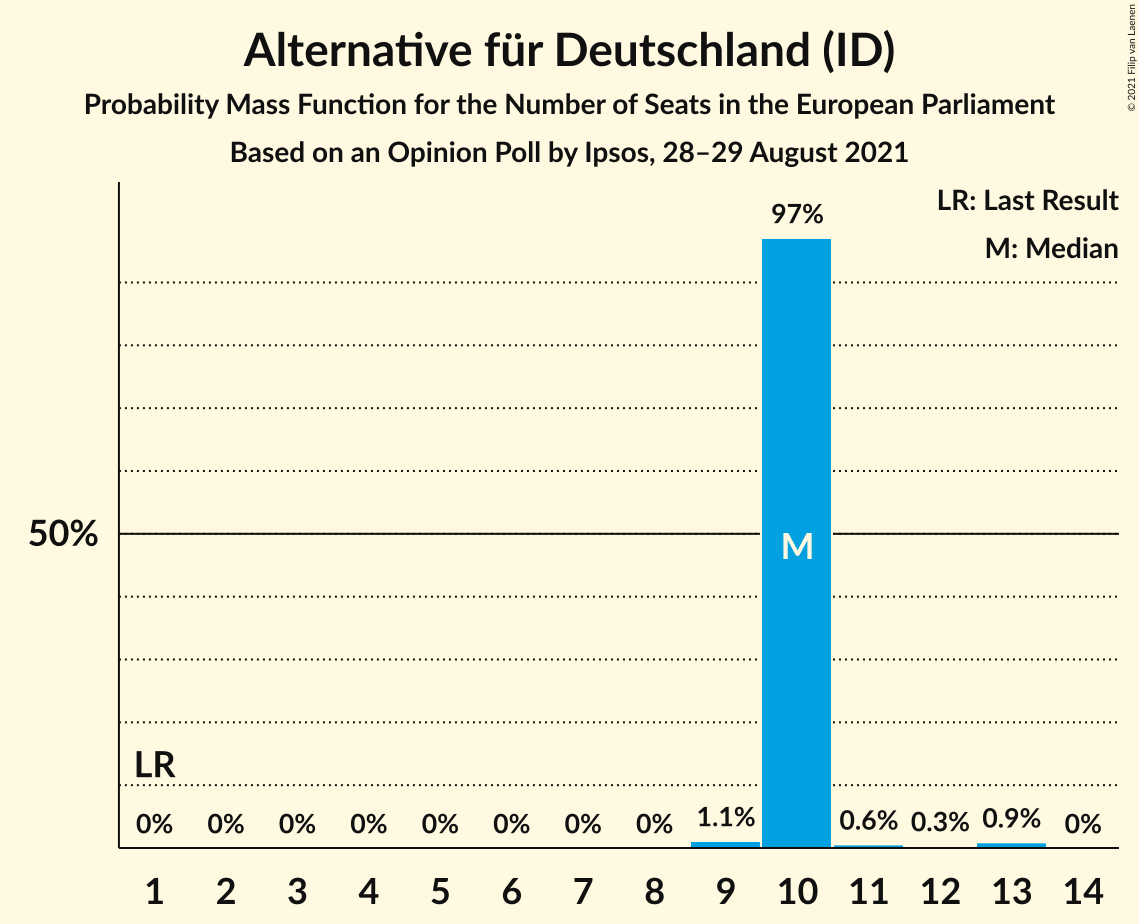 Alternative für Deutschland (ID)
Probability Mass Function for the Number of Seats in the European Parliament
Based on an Opinion Poll by Ipsos, 28–29 August 2021
© 2021 Filip van Laenen
LR: Last Result
M: Median
97%
50%
M
LR
0% 0% 0% 0% 0% 0% 0% 0% 1.1% 0.6% 0.3% 0.9% 0%
1 2 3 4 5 6 7 8 9 10 11 12 13 14